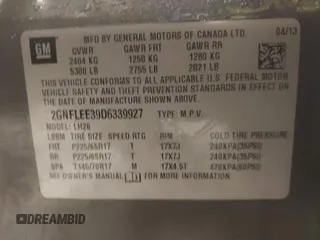 GM
MFD BY GENERAL MOTORS OF CANADA LTD. 04/13
GVWR GAWR FRT GAWR RR
2404 KG 1250 KG 1280 KG
5300 LB 2755 LB 2821 LB
THIS VEHICLE CONFORMS TO ALL APPLICABLE U.S. FEDERAL
MOTOR VEHICLE SAFETY AND THEFT PREVENTION STANDARDS IN EFFECT
ON THE DATE OF MANUFACTURE SHOWN ABOVE.
2GNFLEE39D6339927 TYPE: M.P.V.
MODEL: LH26
TIRE SIZE SPEED RTG RIM COLD TIRE PRESSURE
FRT P225/65R17 T 17X7J 240KPA(35PSI)
RR P225/65R17 T 17X7J 240KPA(35PSI)
SPA T145/70R17 M 17X4.5T 420KPA(60PSI)
SEE OWNER'S MANUAL FOR MORE INFORMATION.
DREAMBID